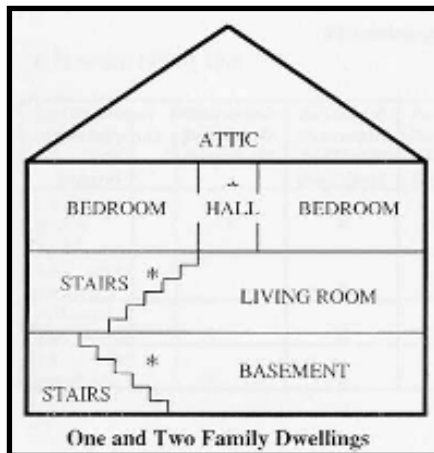 ATTIC
BEDROOM HALL BEDROOM
STAIRS * LIVING ROOM
* BASEMENT
STAIRS
One and Two Family Dwellings